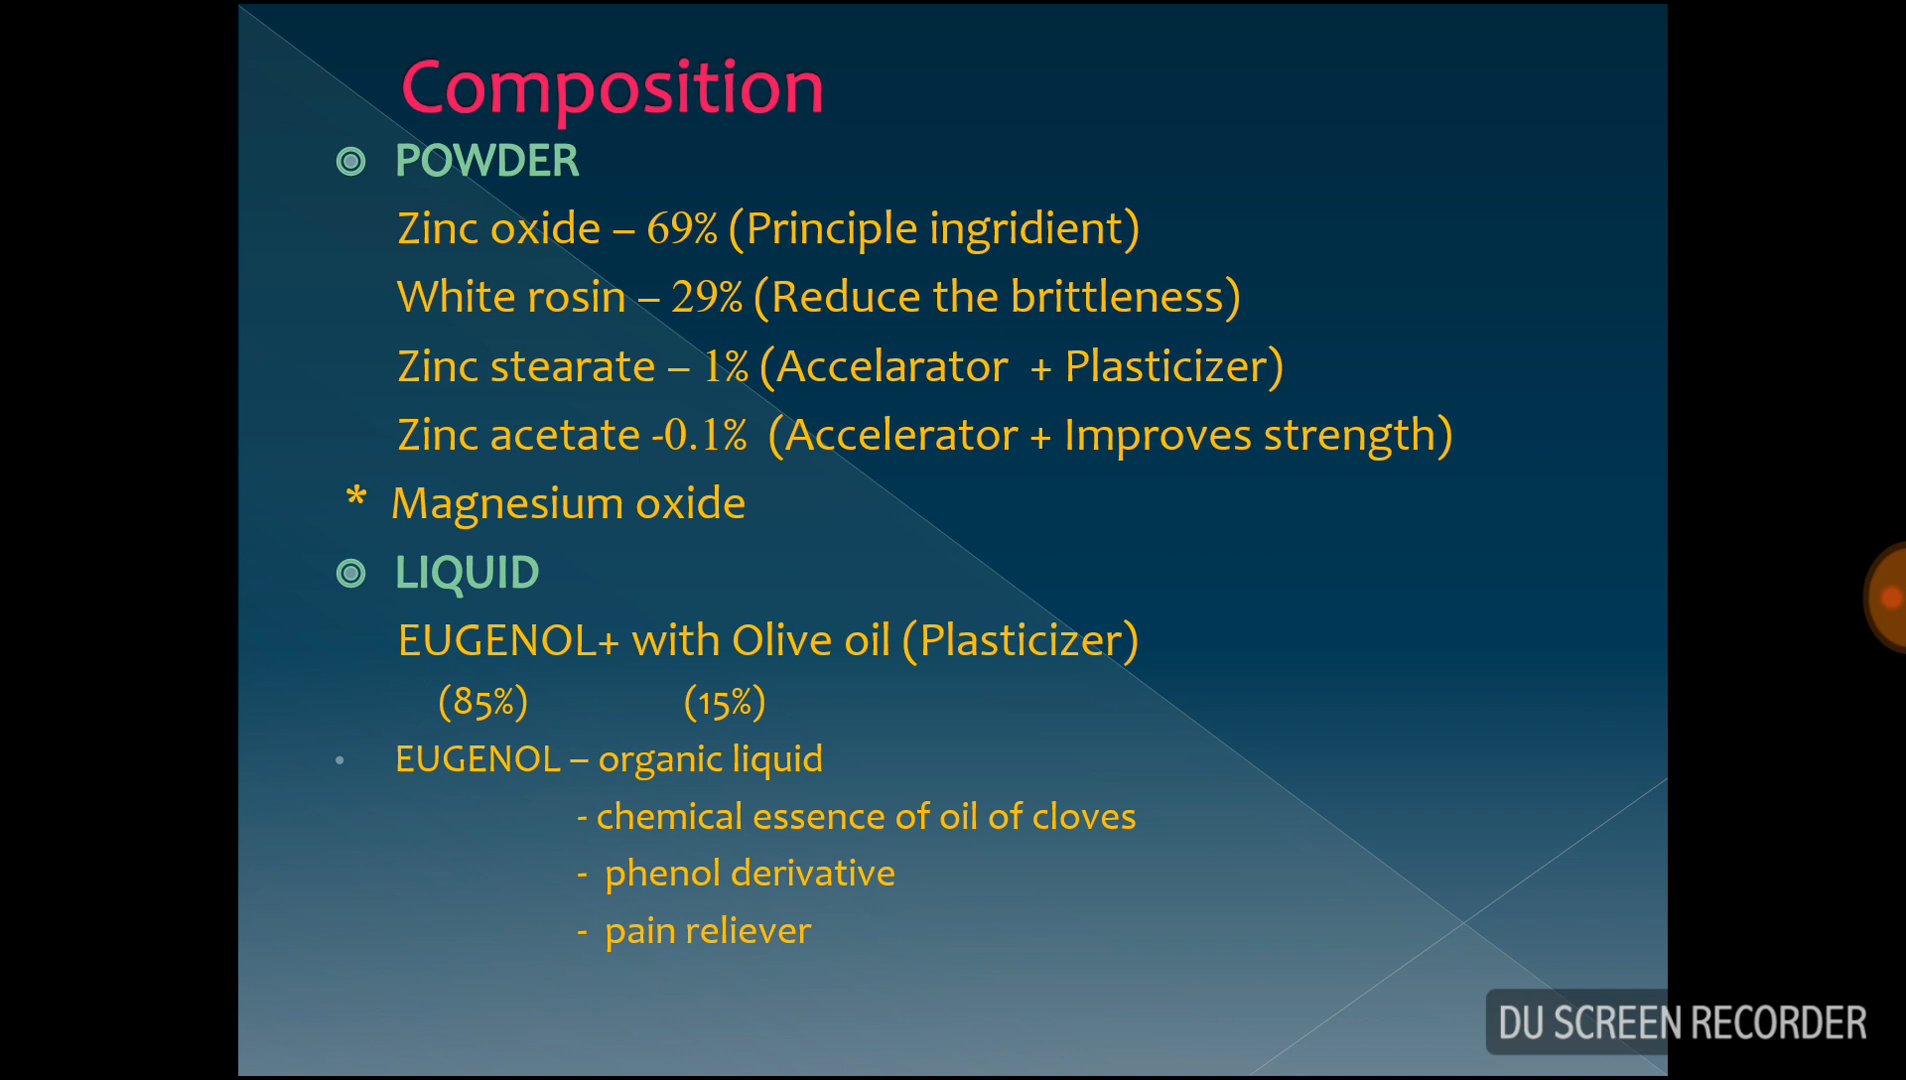 Composition
POWDER
Zinc oxide – 69% (Principle ingridient)
White rosin – 29% (Reduce the brittleness)
Zinc stearate – 1% (Accelarator + Plasticizer)
Zinc acetate -0.1% (Accelerator + Improves strength)
* Magnesium oxide
LIQUID
EUGENOL+ with Olive oil (Plasticizer)
(85%) (15%)
• EUGENOL – organic liquid
- chemical essence of oil of cloves
- phenol derivative
- pain reliever
DU SCREEN RECORDER